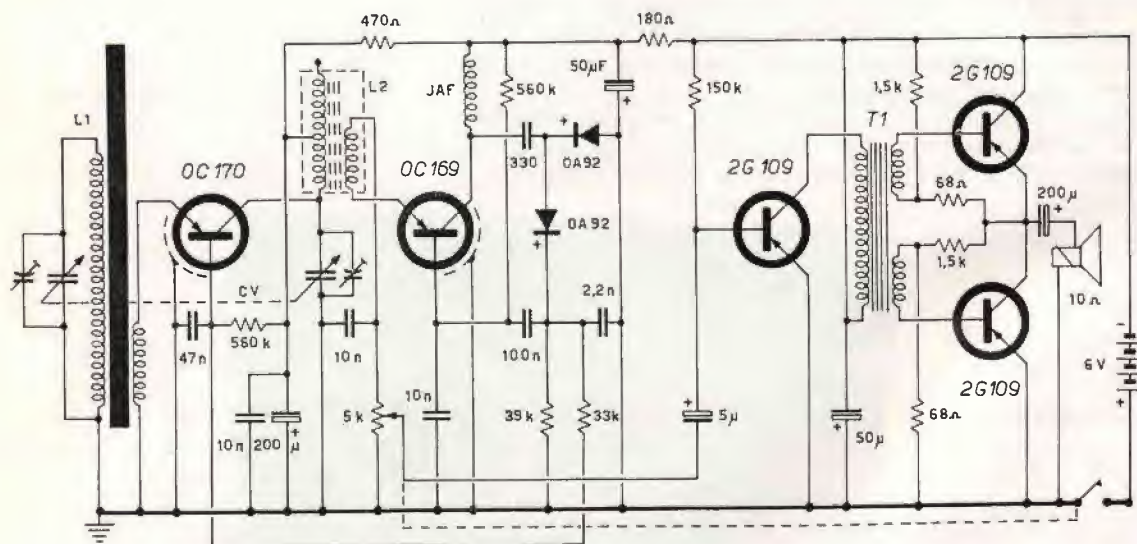 470Ω
180Ω
L1
L2
JAF
560k
50µF
+
150k
1,5k
2G109
OC170
OC169
330
+
OA92
OA92
+
2G109
T1
68Ω
200µ
+
1,5k
10Ω
CV
47n
560k
10n
100n
2,2n
2G109
6V
-
+
10n
200µ
+
5k
10n
39k
33k
5µ
+
50µ
+
68Ω